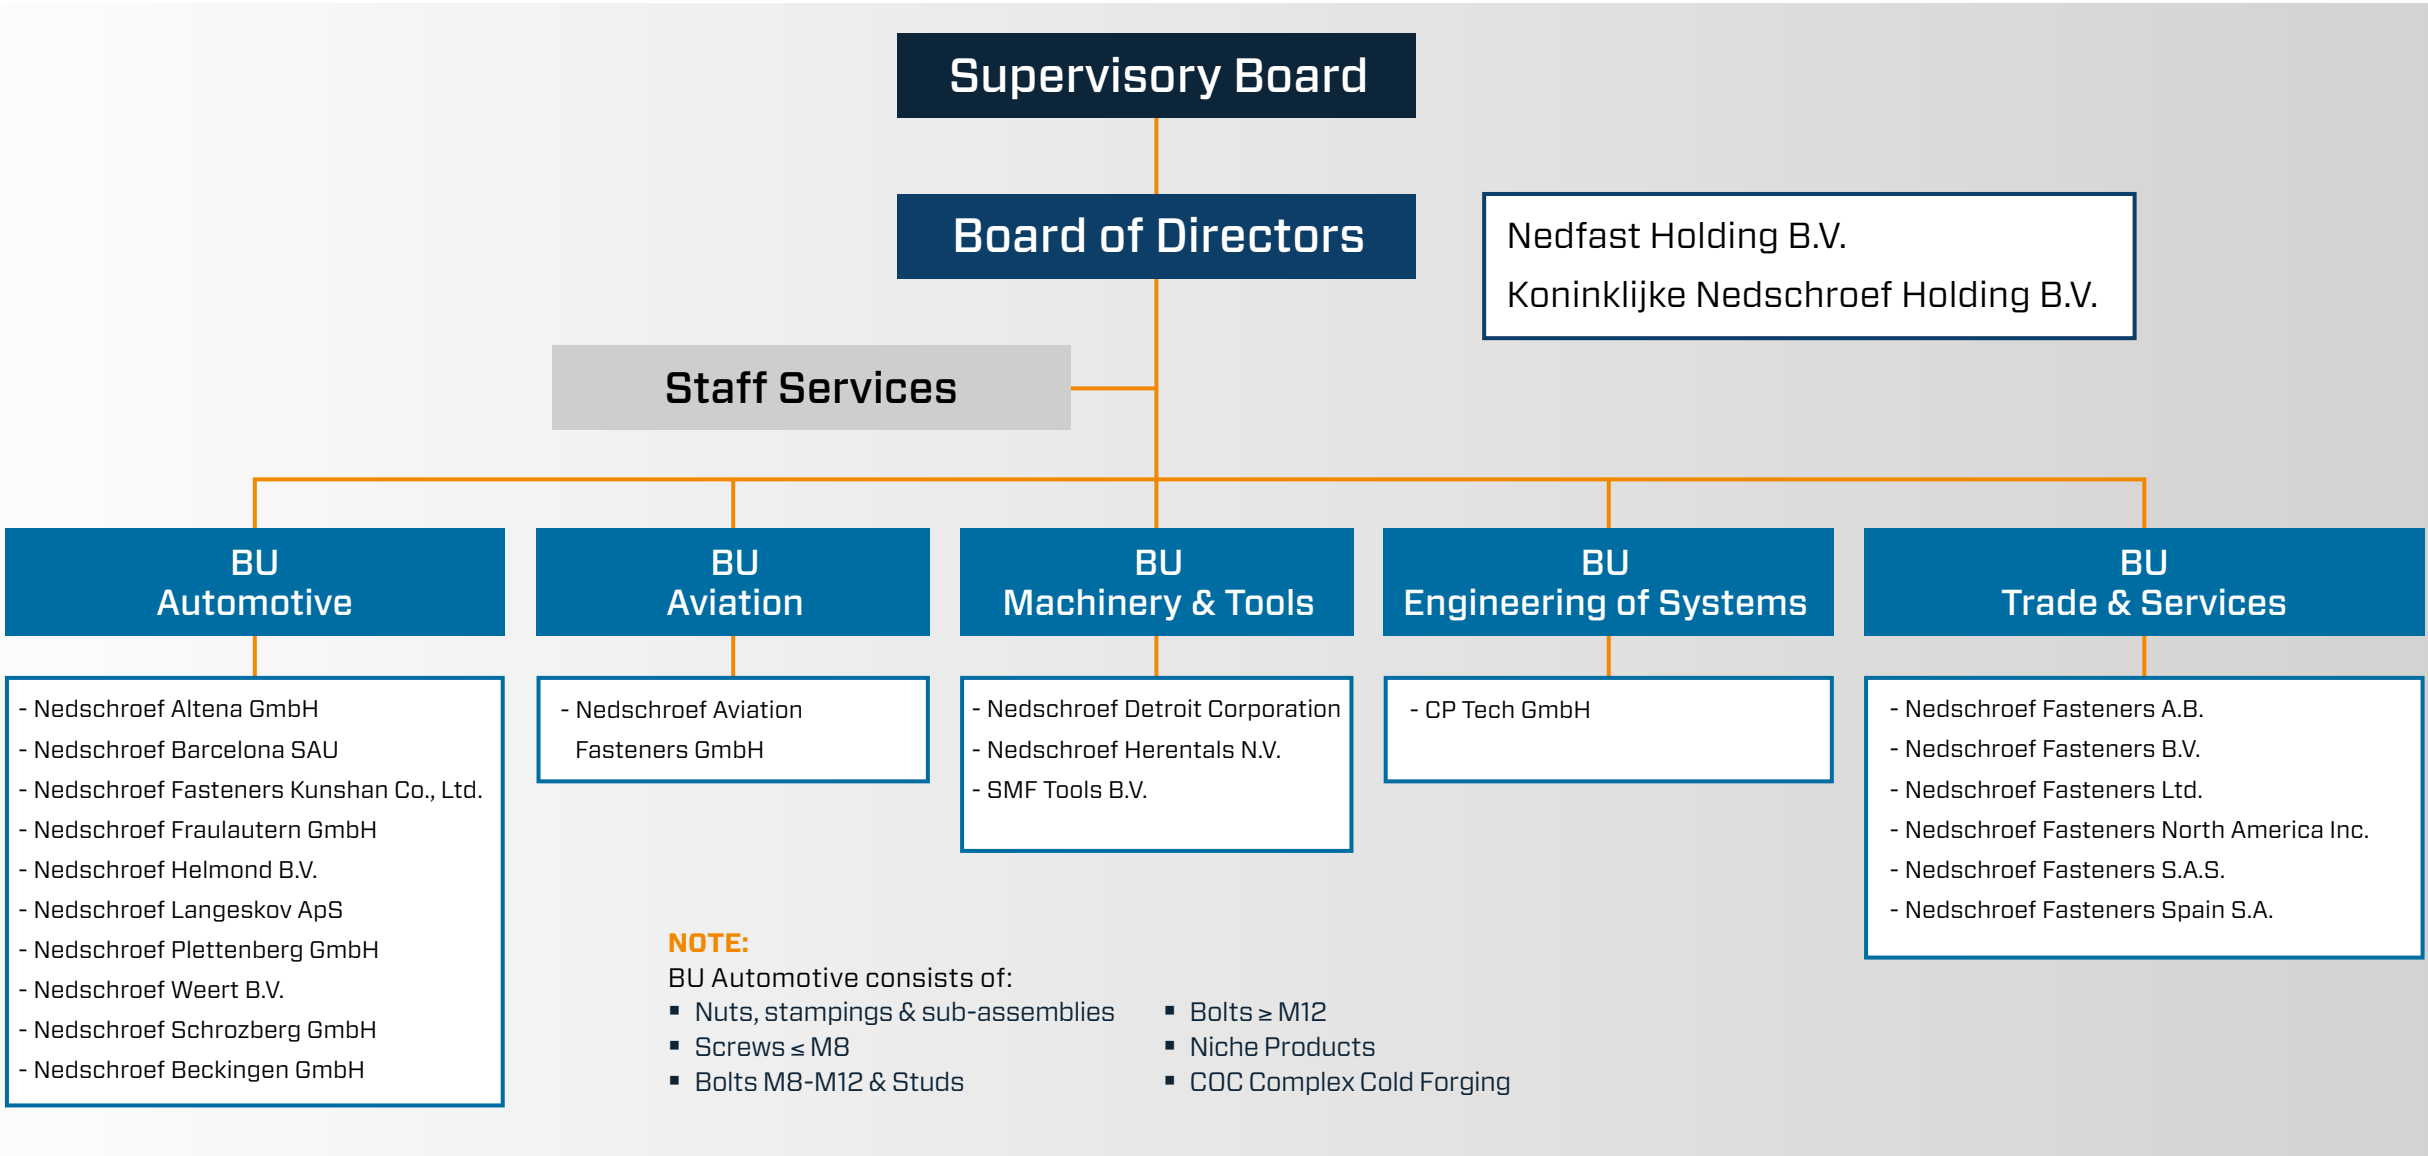 Supervisory Board
Board of Directors
Nedfast Holding B.V.
Koninklijke Nedschroef Holding B.V.
Staff Services
BU
Automotive
BU
Aviation
BU
Machinery & Tools
BU
Engineering of Systems
BU
Trade & Services
- Nedschroef Altena GmbH
- Nedschroef Barcelona SAU
- Nedschroef Fasteners Kunshan Co., Ltd.
- Nedschroef Fraulautern GmbH
- Nedschroef Helmond B.V.
- Nedschroef Langeskov ApS
- Nedschroef Plettenberg GmbH
- Nedschroef Weert B.V.
- Nedschroef Schrozberg GmbH
- Nedschroef Beckingen GmbH
- Nedschroef Aviation
Fasteners GmbH
- Nedschroef Detroit Corporation
- Nedschroef Herentals N.V.
- SMF Tools B.V.
- CP Tech GmbH
- Nedschroef Fasteners A.B.
- Nedschroef Fasteners B.V.
- Nedschroef Fasteners Ltd.
- Nedschroef Fasteners North America Inc.
- Nedschroef Fasteners S.A.S.
- Nedschroef Fasteners Spain S.A.
NOTE:
BU Automotive consists of:
▪ Nuts, stampings & sub-assemblies
▪ Screws ≤ M8
▪ Bolts M8-M12 & Studs
▪ Bolts ≥ M12
▪ Niche Products
▪ COC Complex Cold Forging